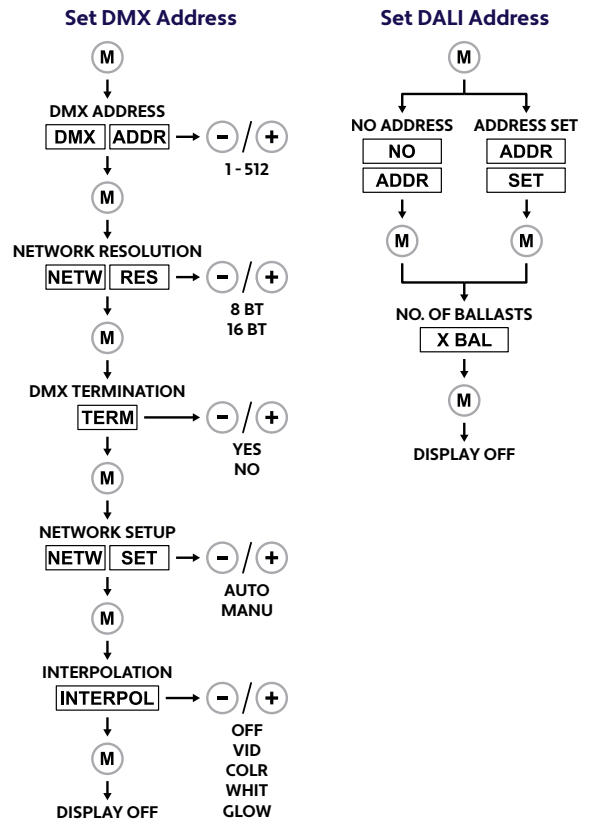 Set DMX Address
M
DMX ADDRESS
DMX ADDR - / +
1 - 512
M
NETWORK RESOLUTION
NETW RES - / +
8 BT
16 BT
M
DMX TERMINATION
TERM - / +
YES
NO
M
NETWORK SETUP
NETW SET - / +
AUTO
MANU
M
INTERPOLATION
INTERPOL - / +
OFF
VID
COLR
WHIT
GLOW
M
DISPLAY OFF
Set DALI Address
M
NO ADDRESS ADDRESS SET
NO ADDR
ADDR SET
M M
NO. OF BALLASTS
X BAL
M
DISPLAY OFF